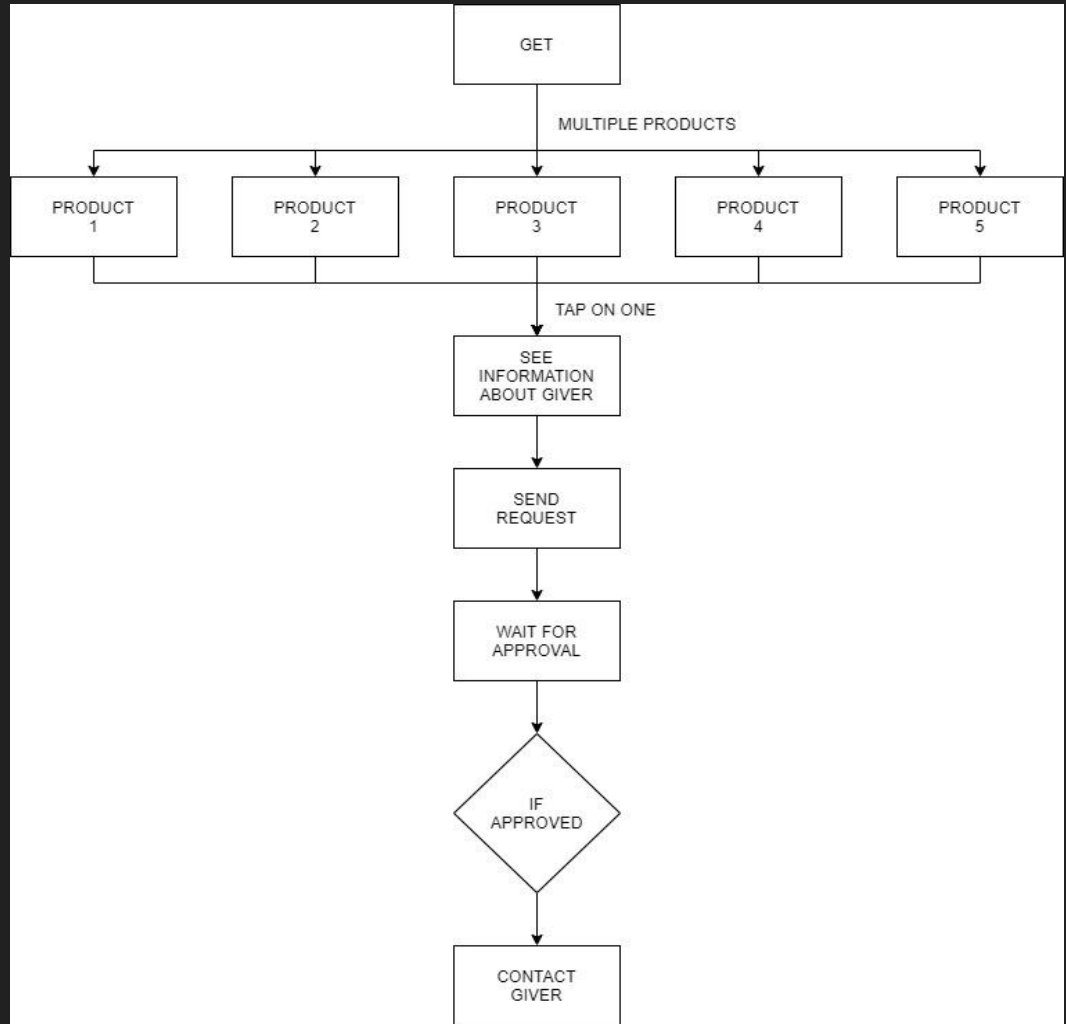 GET
MULTIPLE PRODUCTS
PRODUCT
1
PRODUCT
2
PRODUCT
3
PRODUCT
4
PRODUCT
5
TAP ON ONE
SEE
INFORMATION
ABOUT GIVER
SEND
REQUEST
WAIT FOR
APPROVAL
IF
APPROVED
CONTACT
GIVER